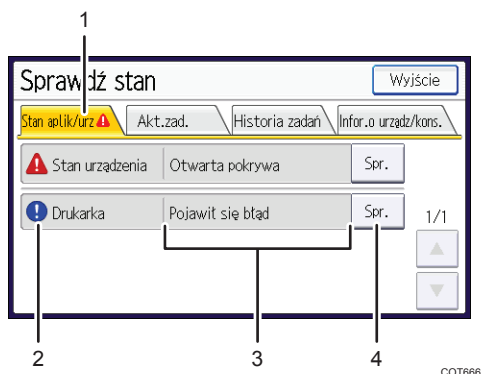 1
Sprawdź stan
Wyjście
Stan aplik/urz
Akt.zad.
Historia zadań
Infor.o urządz/kons.
Stan urządzenia
Otwarta pokrywa
Spr.
Drukarka
Pojawił się błąd
Spr.
1/1
2
3
4
COT666